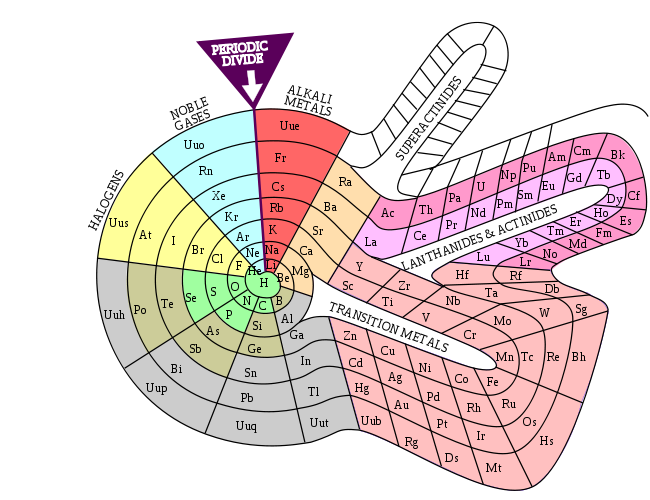 PERIODIC
DIVIDE
ALKALI
METALS
NOBLE
GASES
HALOGENS
SUPERACTINIDES
LANTHANIDES & ACTINIDES
TRANSITION METALS
Uue
Fr
Cs
Rb
K
Na
Li
H
Uuo
Rn
Xe
Kr
Ar
Ne
He
Uus
At
I
Br
Cl
F
Uuh
Po
Te
Se
S
O
Uup
Bi
Sb
As
P
N
Uuq
Pb
Sn
Ge
Si
C
Uut
Tl
In
Ga
Al
B
Ra
Ba
Sr
Ca
Mg
Be
Ac
Th
Pa
U
Np
Pu
Am
Cm
Bk
Cf
Es
Fm
Md
No
Lr
La
Ce
Pr
Nd
Pm
Sm
Eu
Gd
Tb
Dy
Ho
Er
Tm
Yb
Lu
Y
Zr
Nb
Mo
Tc
Ru
Rh
Pd
Ag
Cd
Sc
Ti
V
Cr
Mn
Fe
Co
Ni
Cu
Zn
Hf
Ta
W
Re
Os
Ir
Pt
Au
Hg
Rf
Db
Sg
Bh
Hs
Mt
Ds
Rg
Uub